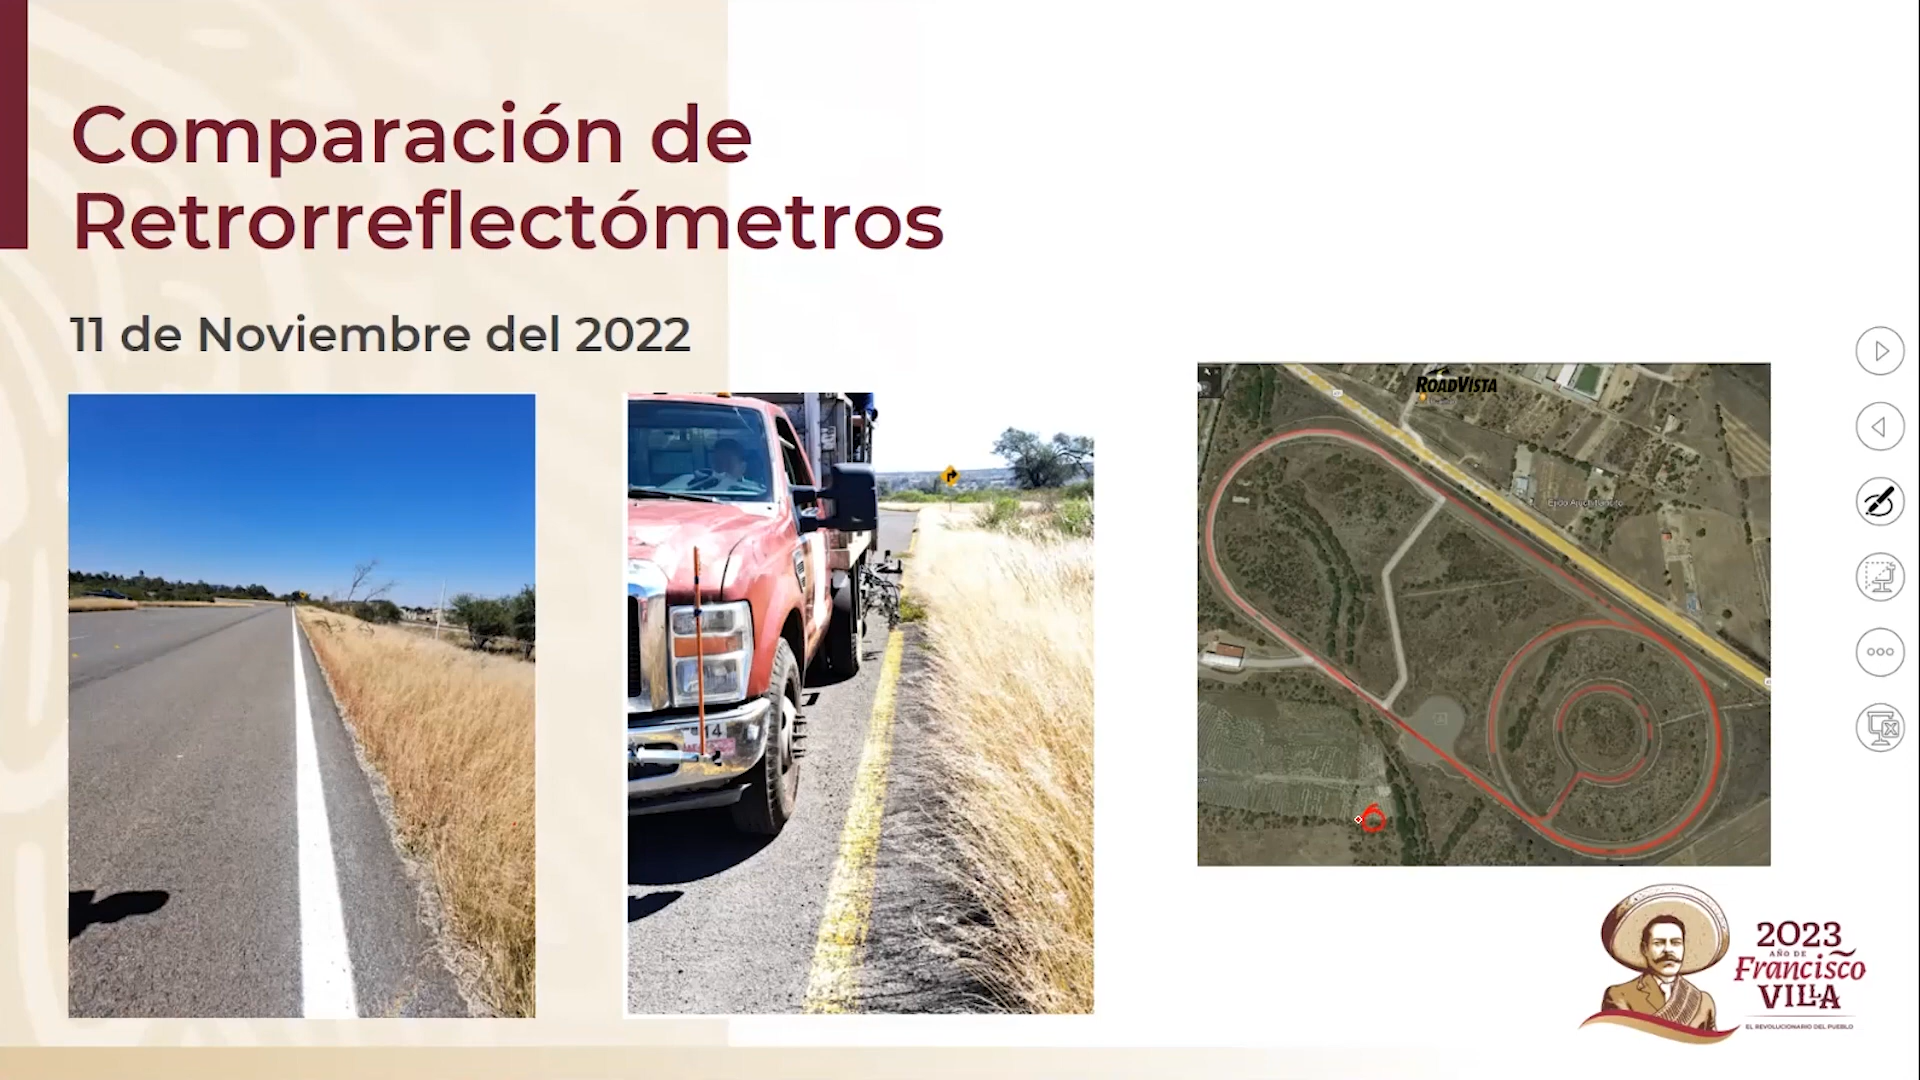 Comparación de
Retrorreflectómetros
11 de Noviembre del 2022
ROADVISTA
14
2023
AÑO DE
Francisco
VILLA
EL REVOLUCIONARIO DEL PUEBLO